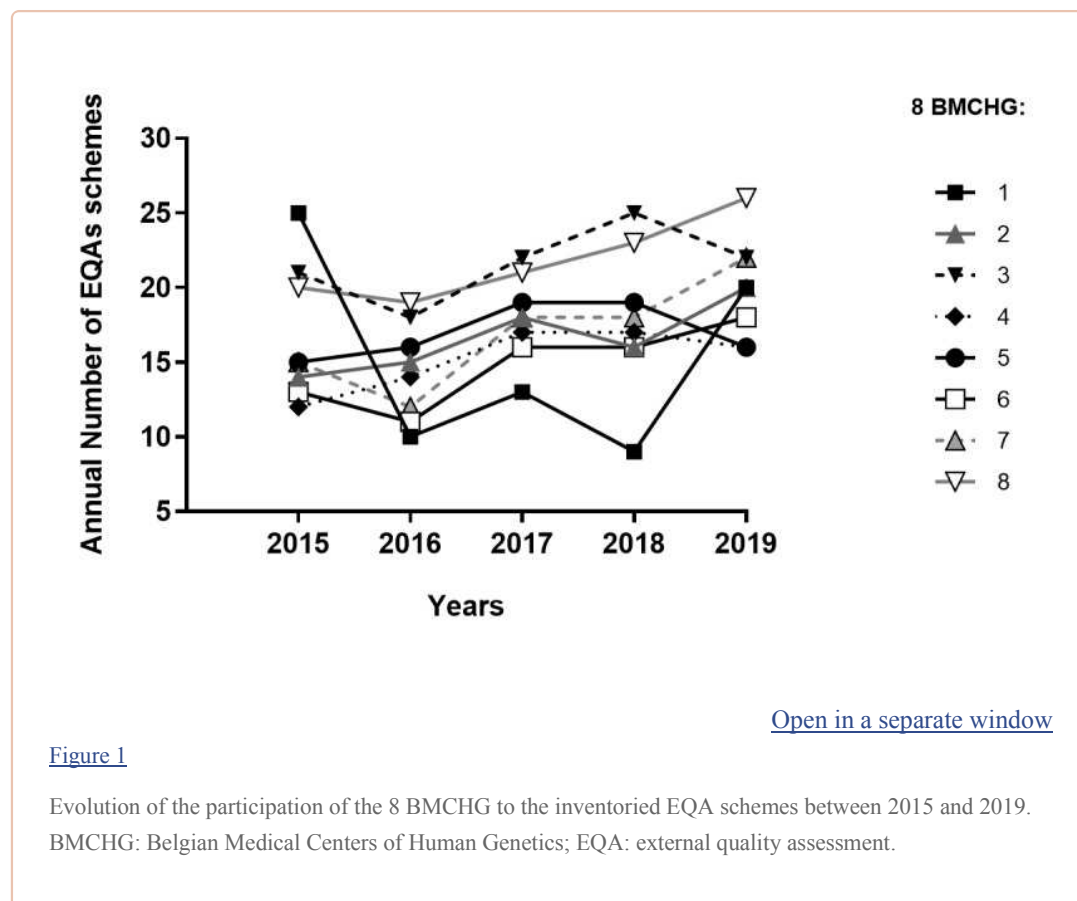 Annual Number of EQAs schemes
30
25
20
15
10
5
2015 2016 2017 2018 2019
Years
8 BMCHG:
1
2
3
4
5
6
7
8
Open in a separate window
Figure 1
Evolution of the participation of the 8 BMCHG to the inventoried EQA schemes between 2015 and 2019.
BMCHG: Belgian Medical Centers of Human Genetics; EQA: external quality assessment.